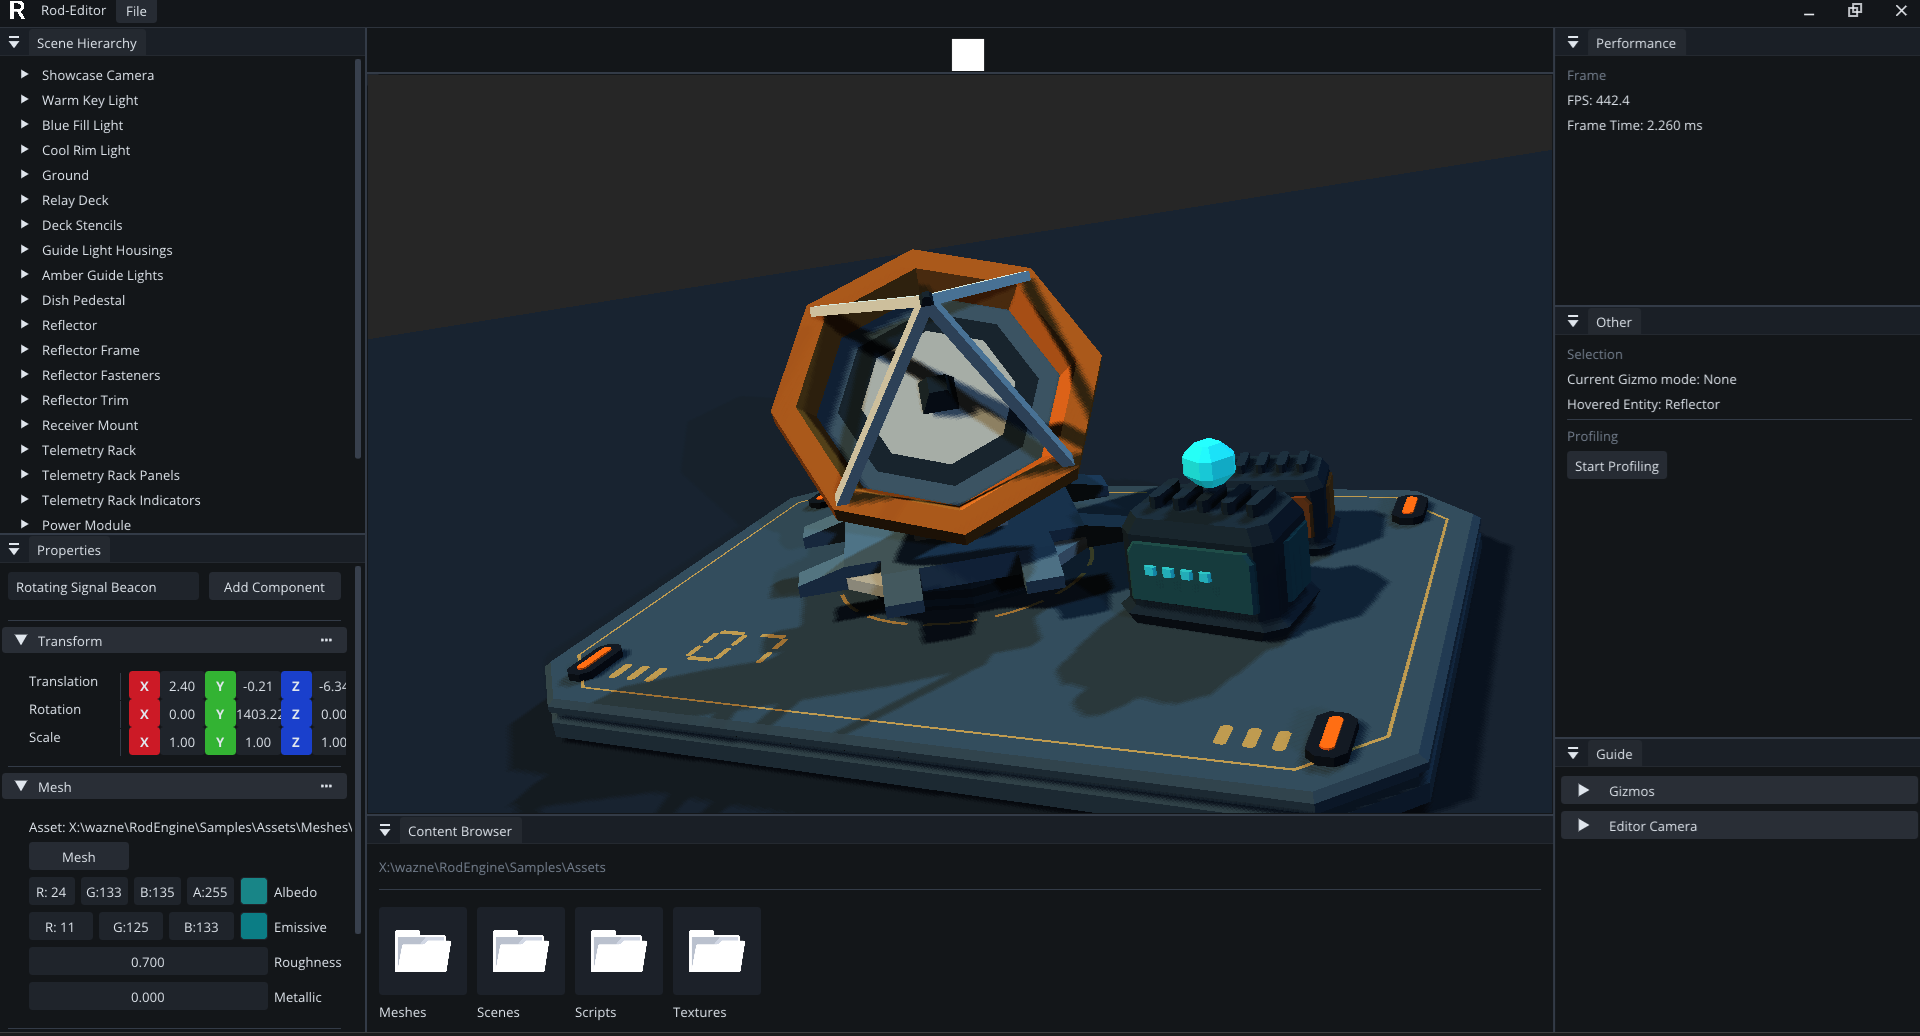 R Rod-Editor File
Scene Hierarchy
Showcase Camera
Warm Key Light
Blue Fill Light
Cool Rim Light
Ground
Relay Deck
Deck Stencils
Guide Light Housings
Amber Guide Lights
Dish Pedestal
Reflector
Reflector Frame
Reflector Fasteners
Reflector Trim
Receiver Mount
Telemetry Rack
Telemetry Rack Panels
Telemetry Rack Indicators
Power Module
Properties
Rotating Signal Beacon Add Component
Transform ...
Translation X 2.40 Y -0.21 Z -6.34
Rotation X 0.00 Y 1403.22 Z 0.00
Scale X 1.00 Y 1.00 Z 1.00
Mesh ...
Asset: X:\wazne\RodEngine\Samples\Assets\Meshes\
Mesh
R: 24 G:133 B:135 A:255 Albedo
R: 11 G:125 B:133 Emissive
0.700 Roughness
0.000 Metallic
07
Content Browser
X:\wazne\RodEngine\Samples\Assets
Meshes Scenes Scripts Textures
Performance
Frame
FPS: 442.4
Frame Time: 2.260 ms
Other
Selection
Current Gizmo mode: None
Hovered Entity: Reflector
Profiling
Start Profiling
Guide
Gizmos
Editor Camera